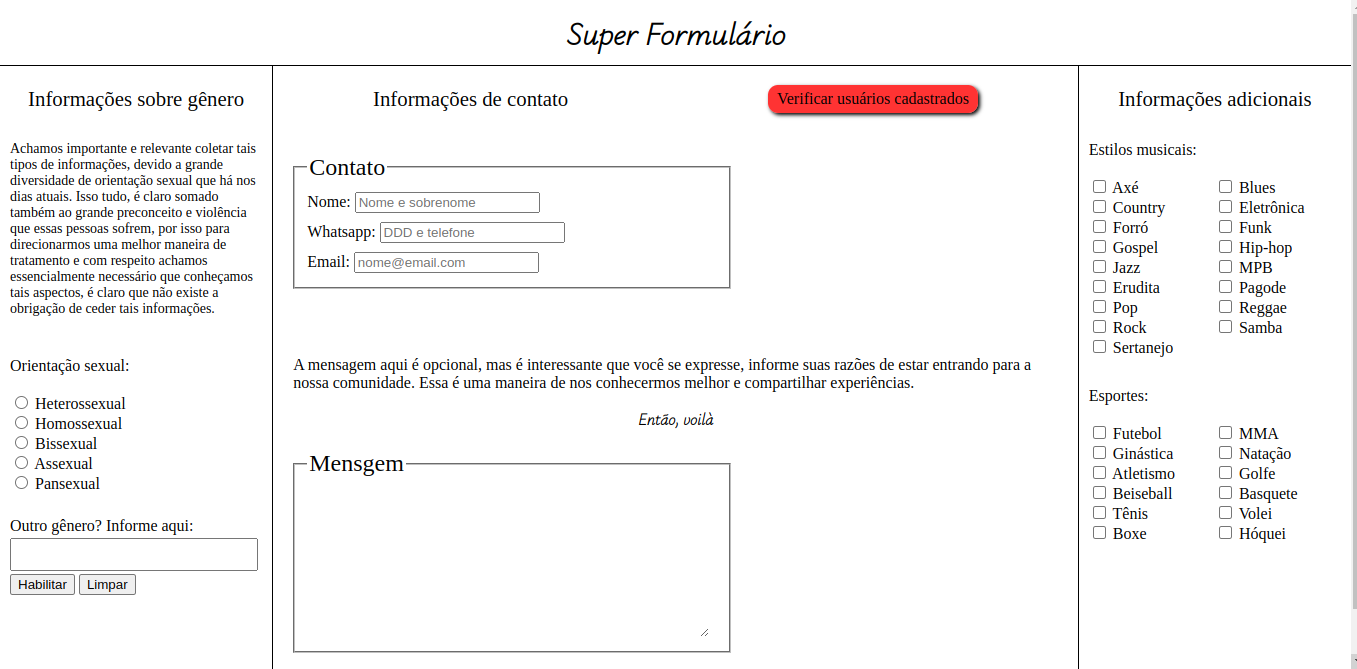 Super Formulário
Informações sobre gênero
Achamos importante e relevante coletar tais
tipos de informações, devido a grande
diversidade de orientação sexual que há nos
dias atuais. Isso tudo, é claro somado
também ao grande preconceito e violência
que essas pessoas sofrem, por isso para
direcionarmos uma melhor maneira de
tratamento e com respeito achamos
essencialmente necessário que conheçamos
tais aspectos, é claro que não existe a
obrigação de ceder tais informações.
Orientação sexual:
Heterossexual
Homossexual
Bissexual
Assexual
Pansexual
Outro gênero? Informe aqui:
Habilitar Limpar
Informações de contato
Verificar usuários cadastrados
Contato
Nome: Nome e sobrenome
Whatsapp: DDD e telefone
Email: nome@email.com
A mensagem aqui é opcional, mas é interessante que você se expresse, informe suas razões de estar entrando para a
nossa comunidade. Essa é uma maneira de nos conhecermos melhor e compartilhar experiências.
Então, voilà
Mensgem
Informações adicionais
Estilos musicais:
Axé Blues
Country Eletrônica
Forró Funk
Gospel Hip-hop
Jazz MPB
Erudita Pagode
Pop Reggae
Rock Samba
Sertanejo
Esportes:
Futebol MMA
Ginástica Natação
Atletismo Golfe
Beiseball Basquete
Tênis Volei
Boxe Hóquei